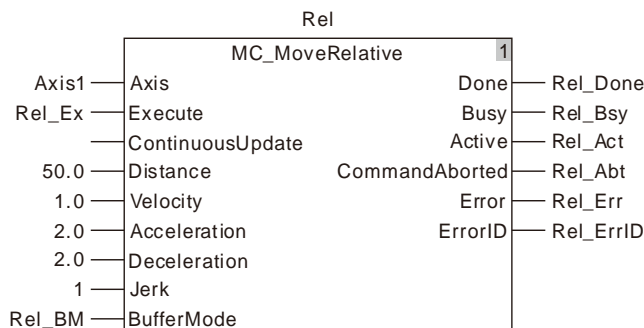 Rel
MC_MoveRelative 1
Axis1 Axis Done Rel_Done
Rel_Ex Execute Busy Rel_Bsy
ContinuousUpdate Active Rel_Act
50.0 Distance CommandAborted Rel_Abt
1.0 Velocity Error Rel_Err
2.0 Acceleration ErrorID Rel_ErrID
2.0 Deceleration
1 Jerk
Rel_BM BufferMode